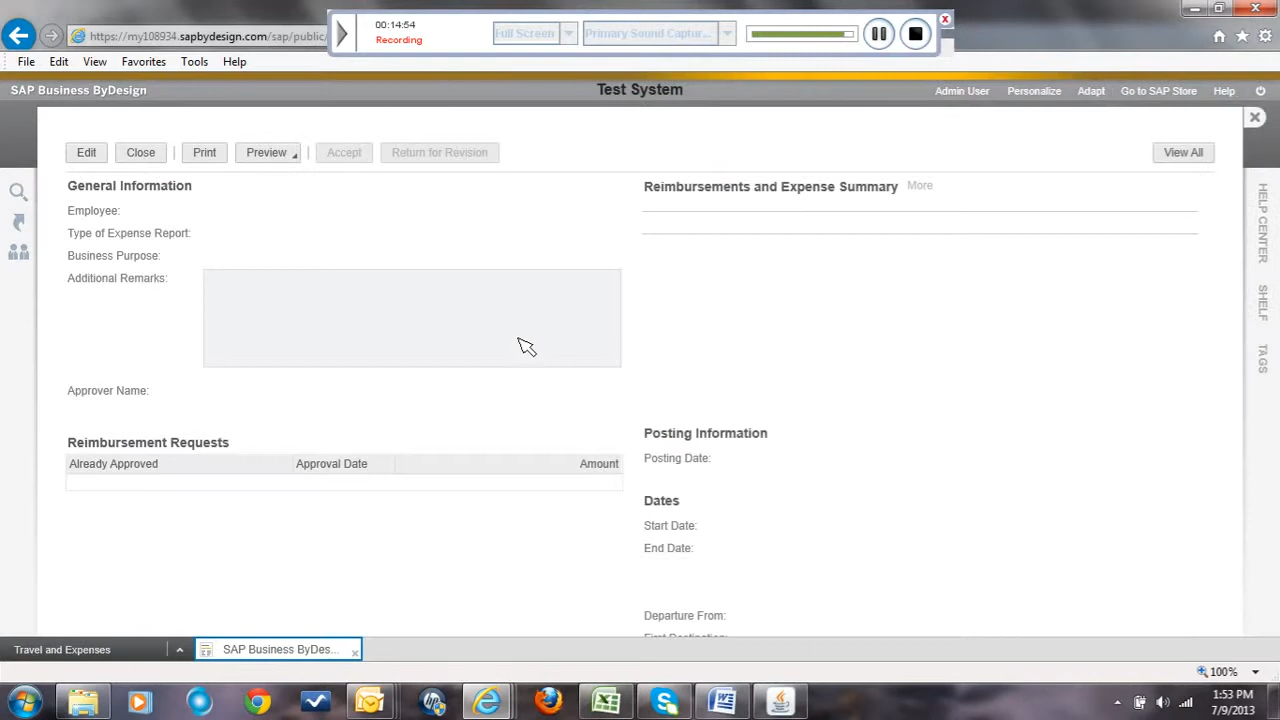 00:14:54
Recording
Full Screen
Primary Sound Captur...
https://my108934.sapbydesign.com/sap/public/
File Edit View Favorites Tools Help
SAP Business ByDesign
Test System
Admin User Personalize Adapt Go to SAP Store Help
Edit Close Print Preview Accept Return for Revision View All
General Information
Employee:
Type of Expense Report:
Business Purpose:
Additional Remarks:
Approver Name:
Reimbursement Requests
Already Approved Approval Date Amount
Reimbursements and Expense Summary More
Posting Information
Posting Date:
Dates
Start Date:
End Date:
Departure From:
First Destination:
HELP CENTER
SHELF
TAGS
Travel and Expenses
SAP Business ByDes...
100%
1:53 PM
7/9/2013